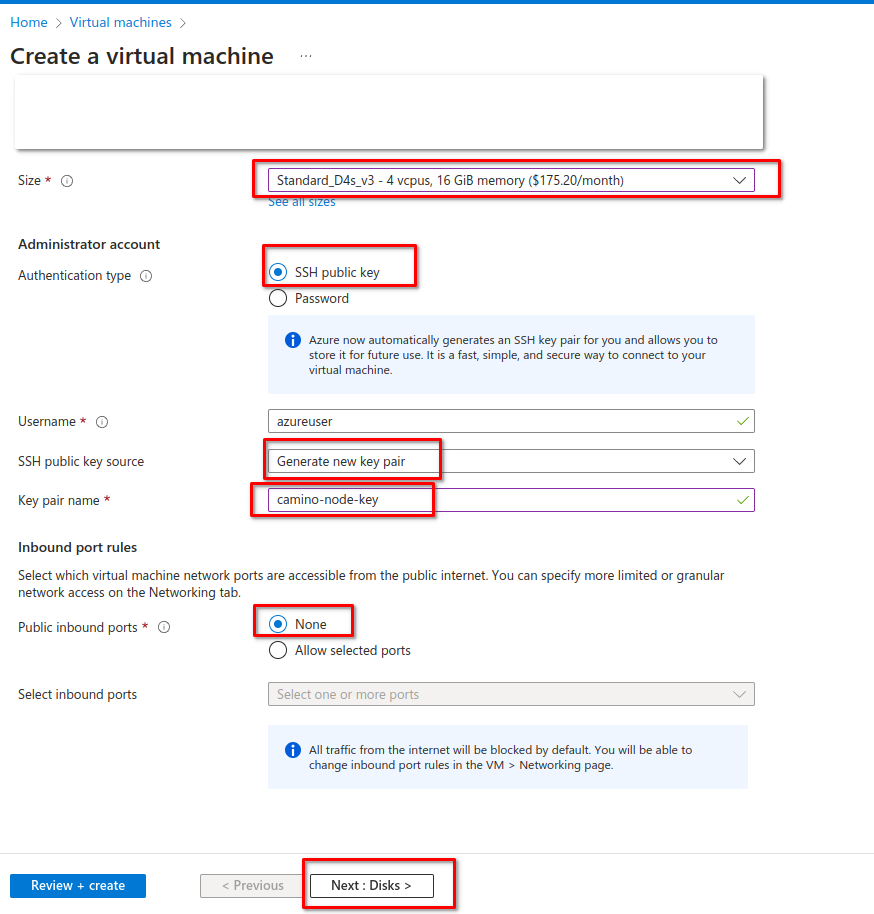 Home > Virtual machines >
Create a virtual machine ...
Size *
Standard_D4s_v3 - 4 vcpus, 16 GiB memory ($175.20/month)
See all sizes
Administrator account
Authentication type
SSH public key
Password
Azure now automatically generates an SSH key pair for you and allows you to
store it for future use. It is a fast, simple, and secure way to connect to your
virtual machine.
Username *
azureuser
SSH public key source
Generate new key pair
Key pair name *
camino-node-key
Inbound port rules
Select which virtual machine network ports are accessible from the public internet. You can specify more limited or granular
network access on the Networking tab.
Public inbound ports *
None
Allow selected ports
Select inbound ports
Select one or more ports
All traffic from the internet will be blocked by default. You will be able to
change inbound port rules in the VM > Networking page.
Review + create
< Previous
Next : Disks >